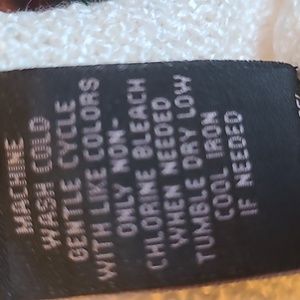 MACHINE
WASH COLD
GENTLE CYCLE
WITH LIKE COLORS
ONLY NON-
CHLORINE BLEACH
WHEN NEEDED
TUMBLE DRY LOW
COOL IRON
IF NEEDED